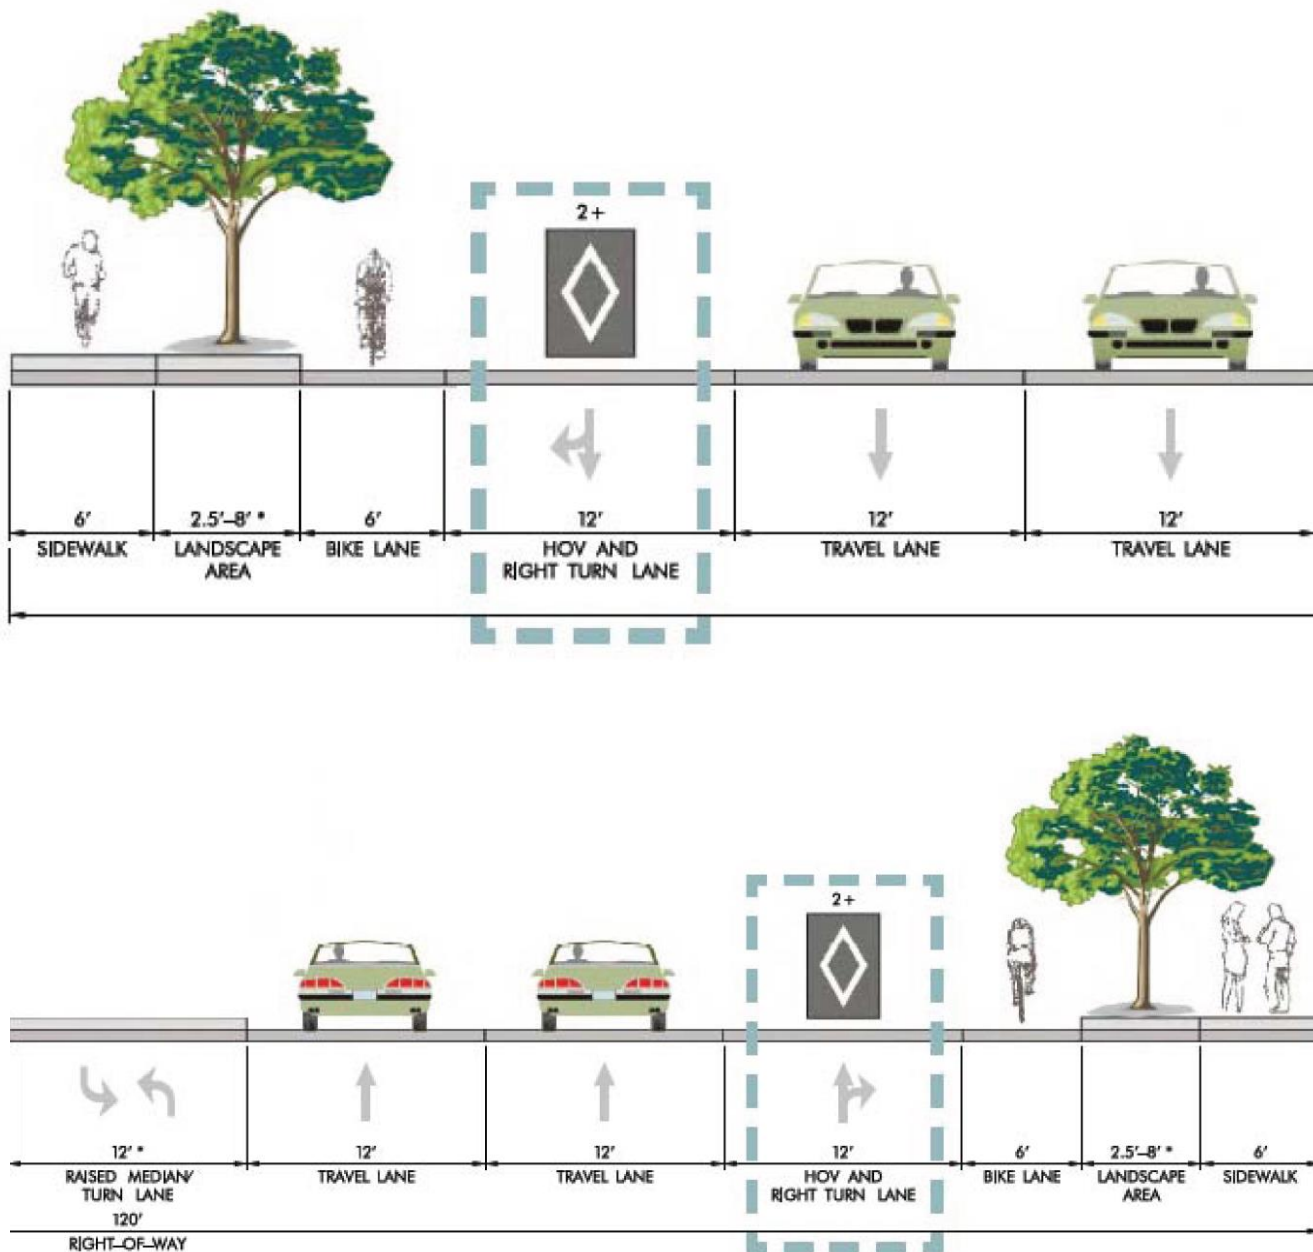 2+
6' 2.5'–8' * 6' 12' 12' 12'
SIDEWALK LANDSCAPE AREA BIKE LANE HOV AND RIGHT TURN LANE TRAVEL LANE TRAVEL LANE
2+
12' * 12' 12' 12' 6' 2.5'–8' * 6'
RAISED MEDIAN/ TURN LANE TRAVEL LANE TRAVEL LANE HOV AND RIGHT TURN LANE BIKE LANE LANDSCAPE AREA SIDEWALK
120'
RIGHT–OF–WAY